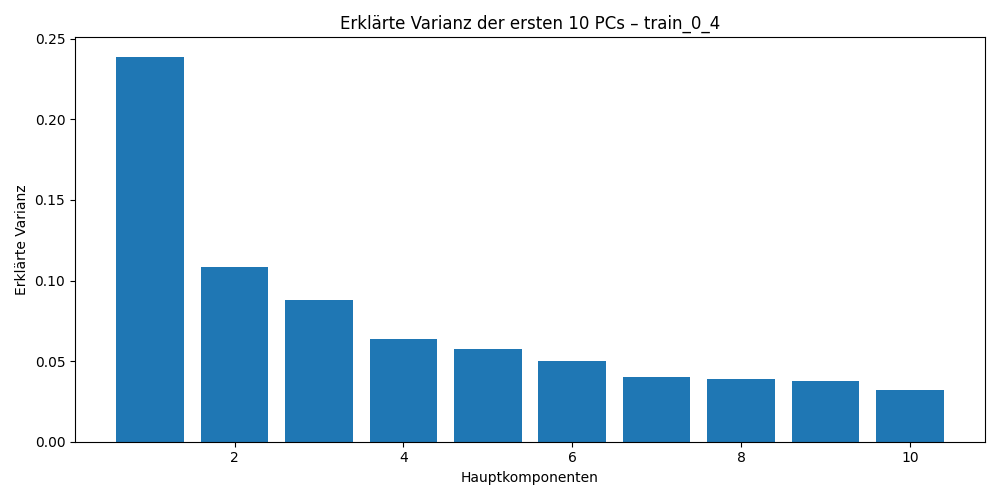 Erklärte Varianz der ersten 10 PCs – train_0_4
0.25
0.20
0.15
0.10
0.05
0.00
Erklärte Varianz
2 4 6 8 10
Hauptkomponenten